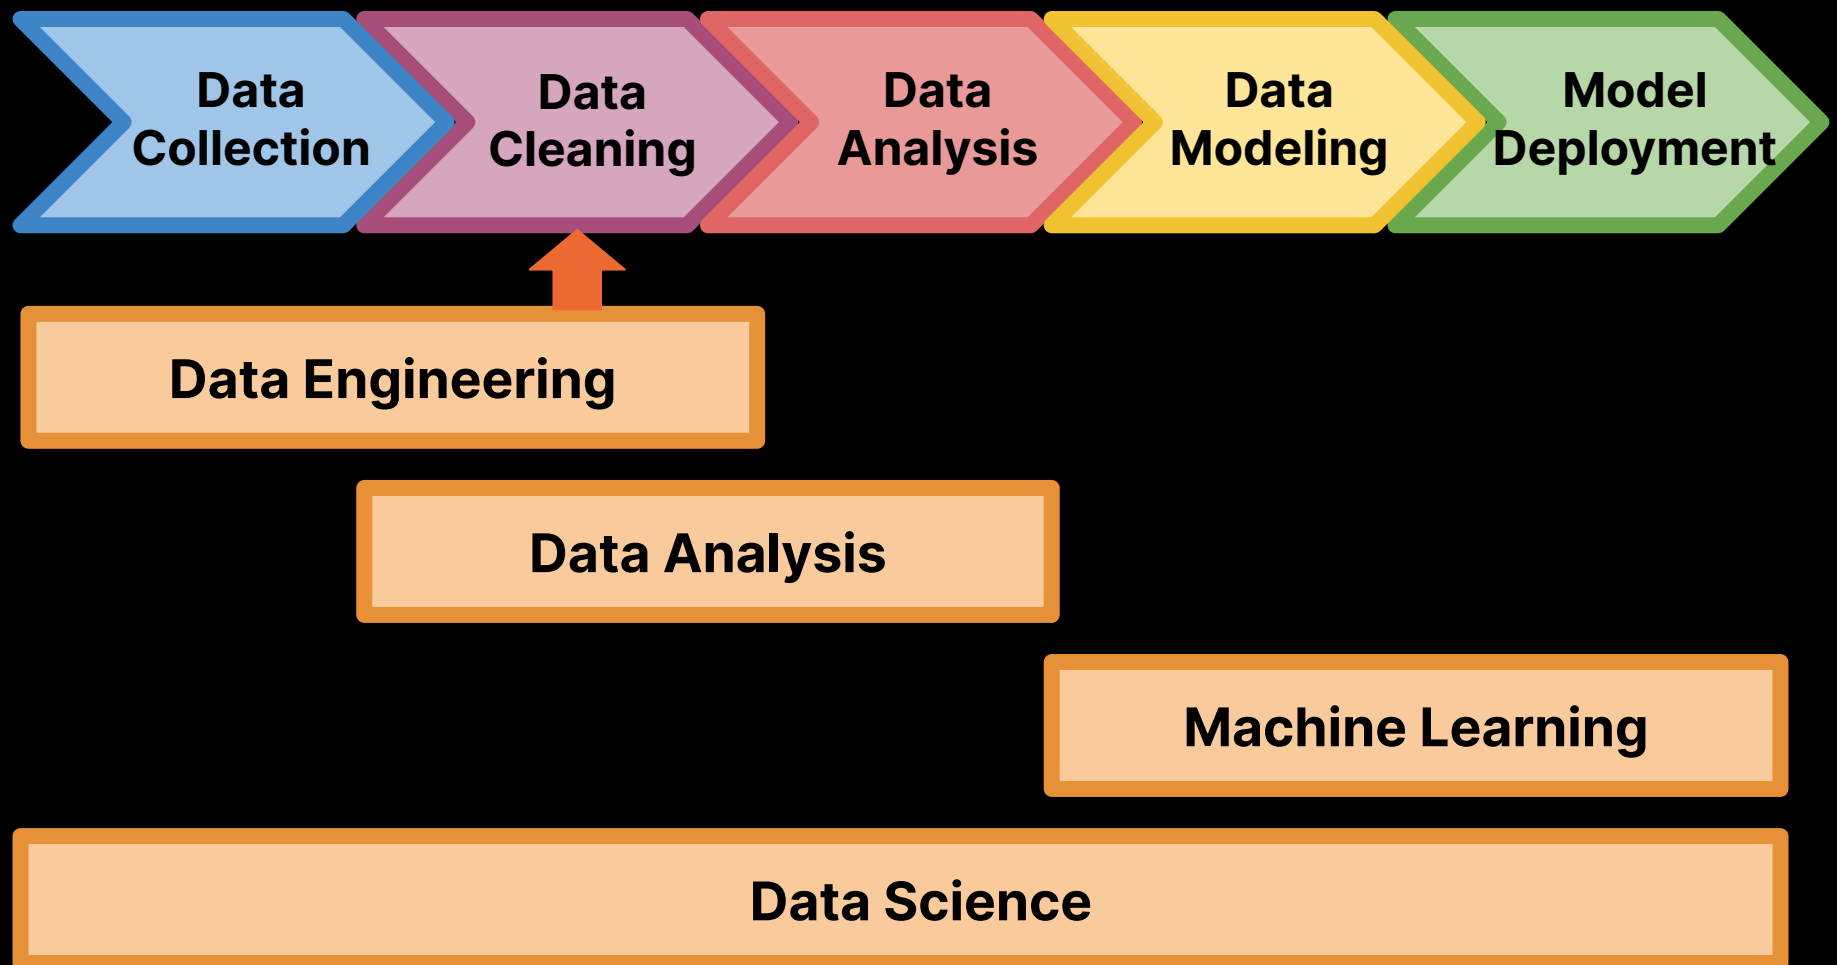 Data
Collection
Data
Cleaning
Data
Analysis
Data
Modeling
Model
Deployment
Data Engineering
Data Analysis
Machine Learning
Data Science